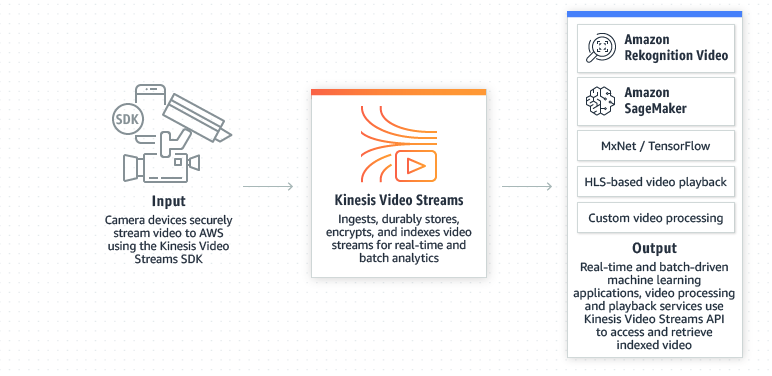 SDK
Input
Camera devices securely
stream video to AWS
using the Kinesis Video
Streams SDK
Kinesis Video Streams
Ingests, durably stores,
encrypts, and indexes video
streams for real-time and
batch analytics
Amazon
Rekognition Video
Amazon
SageMaker
MxNet / TensorFlow
HLS-based video playback
Custom video processing
Output
Real-time and batch-driven
machine learning
applications, video processing
and playback services use
Kinesis Video Streams API
to access and retrieve
indexed video